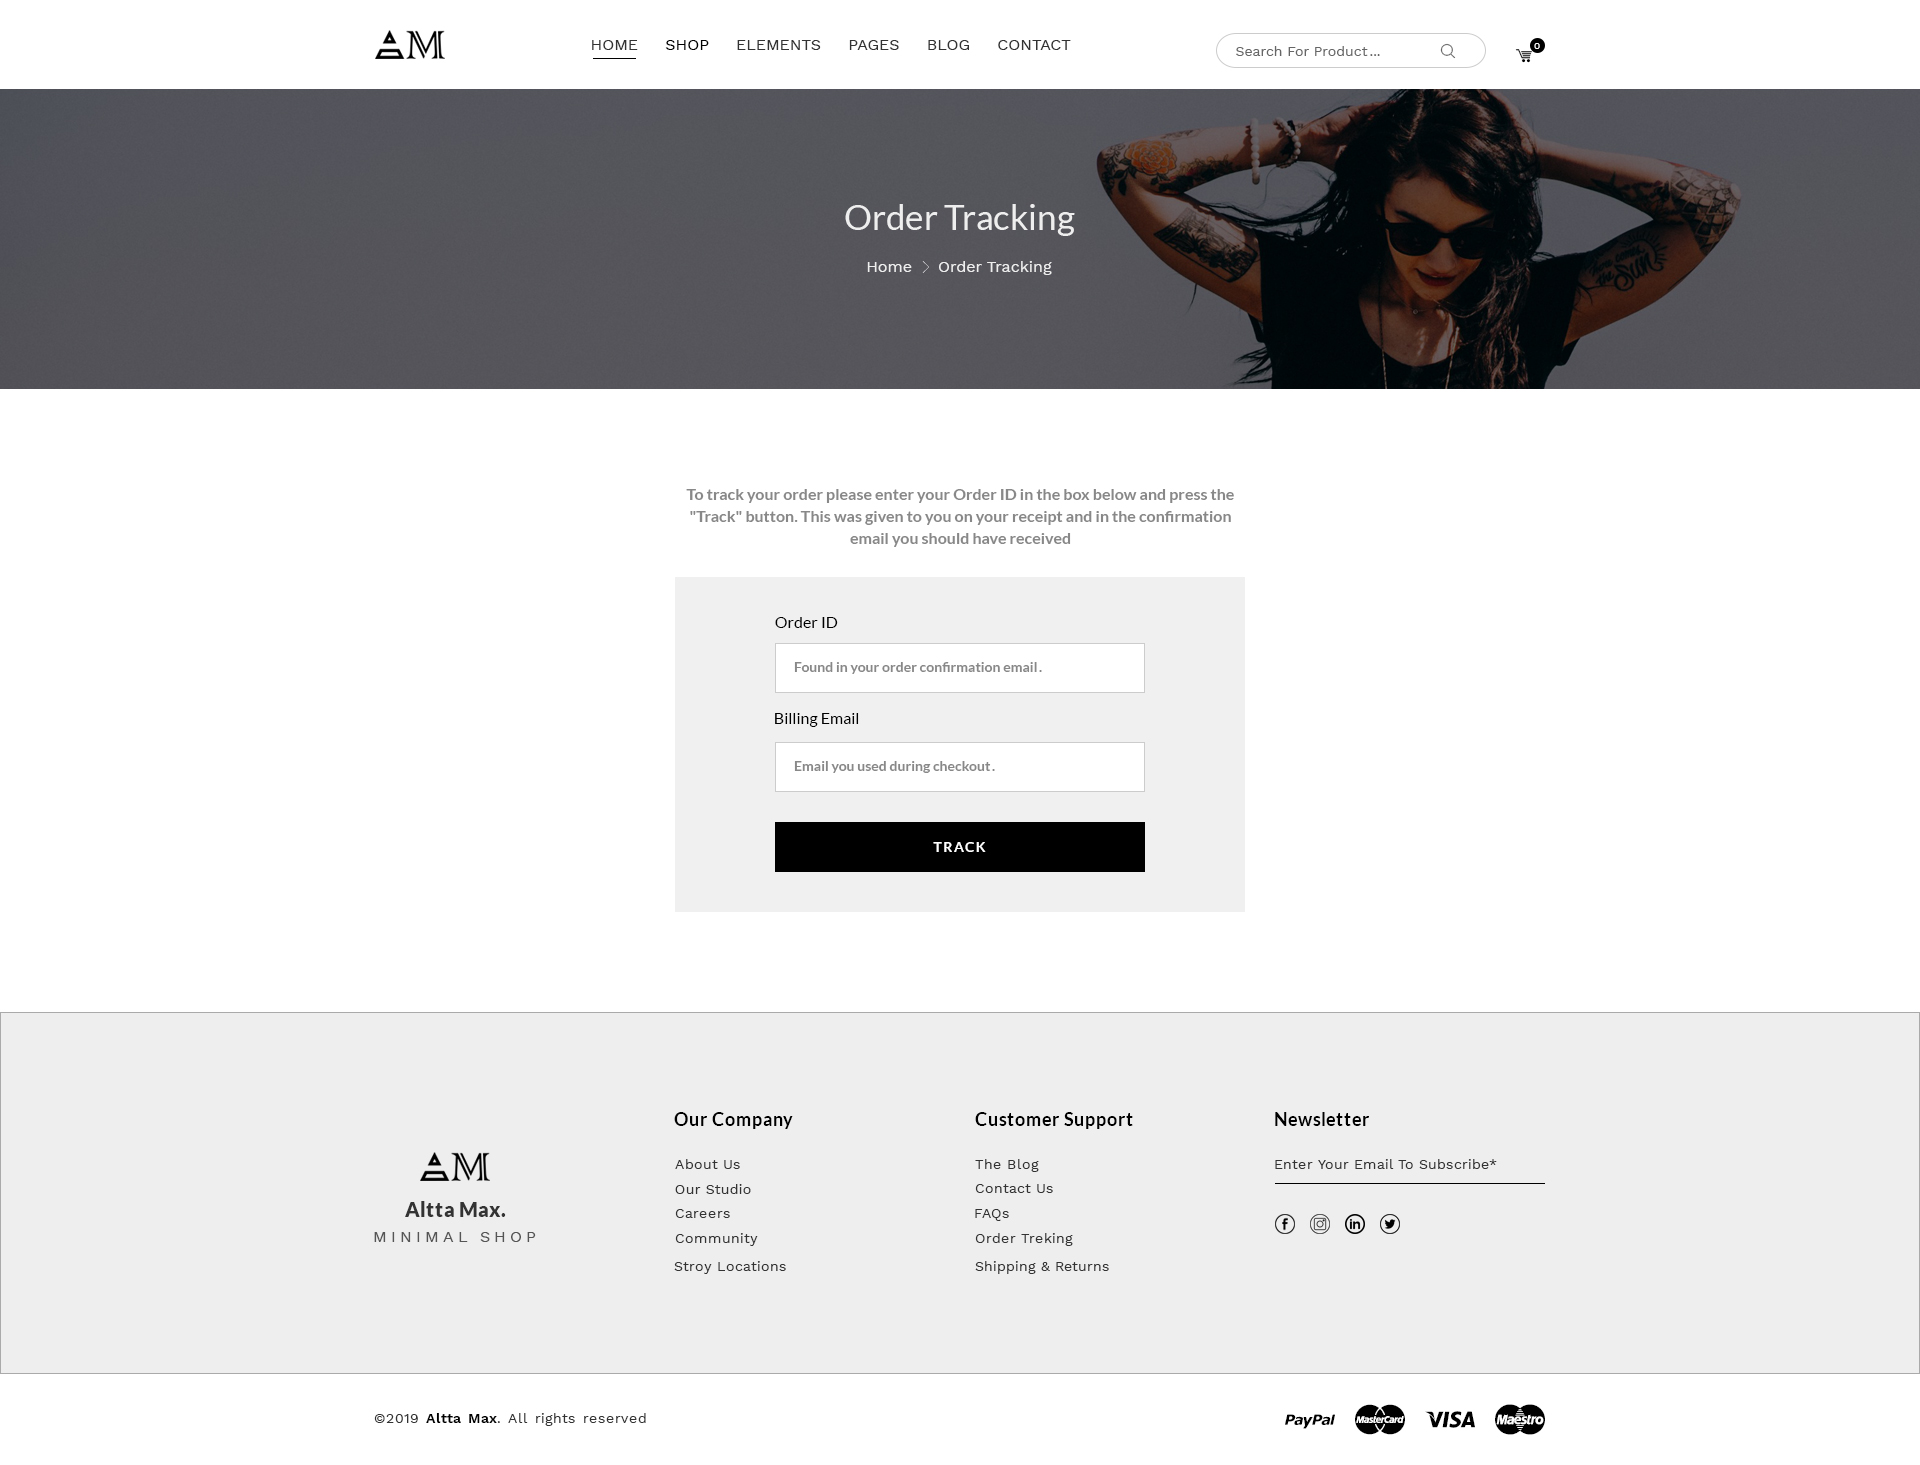 AM
HOME SHOP ELEMENTS PAGES BLOG CONTACT
Search For Product...
0
Order Tracking
Home Order Tracking
the Sun
To track your order please enter your Order ID in the box below and press the
"Track" button. This was given to you on your receipt and in the confirmation
email you should have received
Order ID
Found in your order confirmation email.
Billing Email
Email you used during checkout.
TRACK
AM
Altta Max.
MINIMAL SHOP
Our Company
About Us
Our Studio
Careers
Community
Stroy Locations
Customer Support
The Blog
Contact Us
FAQs
Order Treking
Shipping & Returns
Newsletter
Enter Your Email To Subscribe*
f
in
©2019 Altta Max. All rights reserved
PayPal MasterCard VISA Maestro